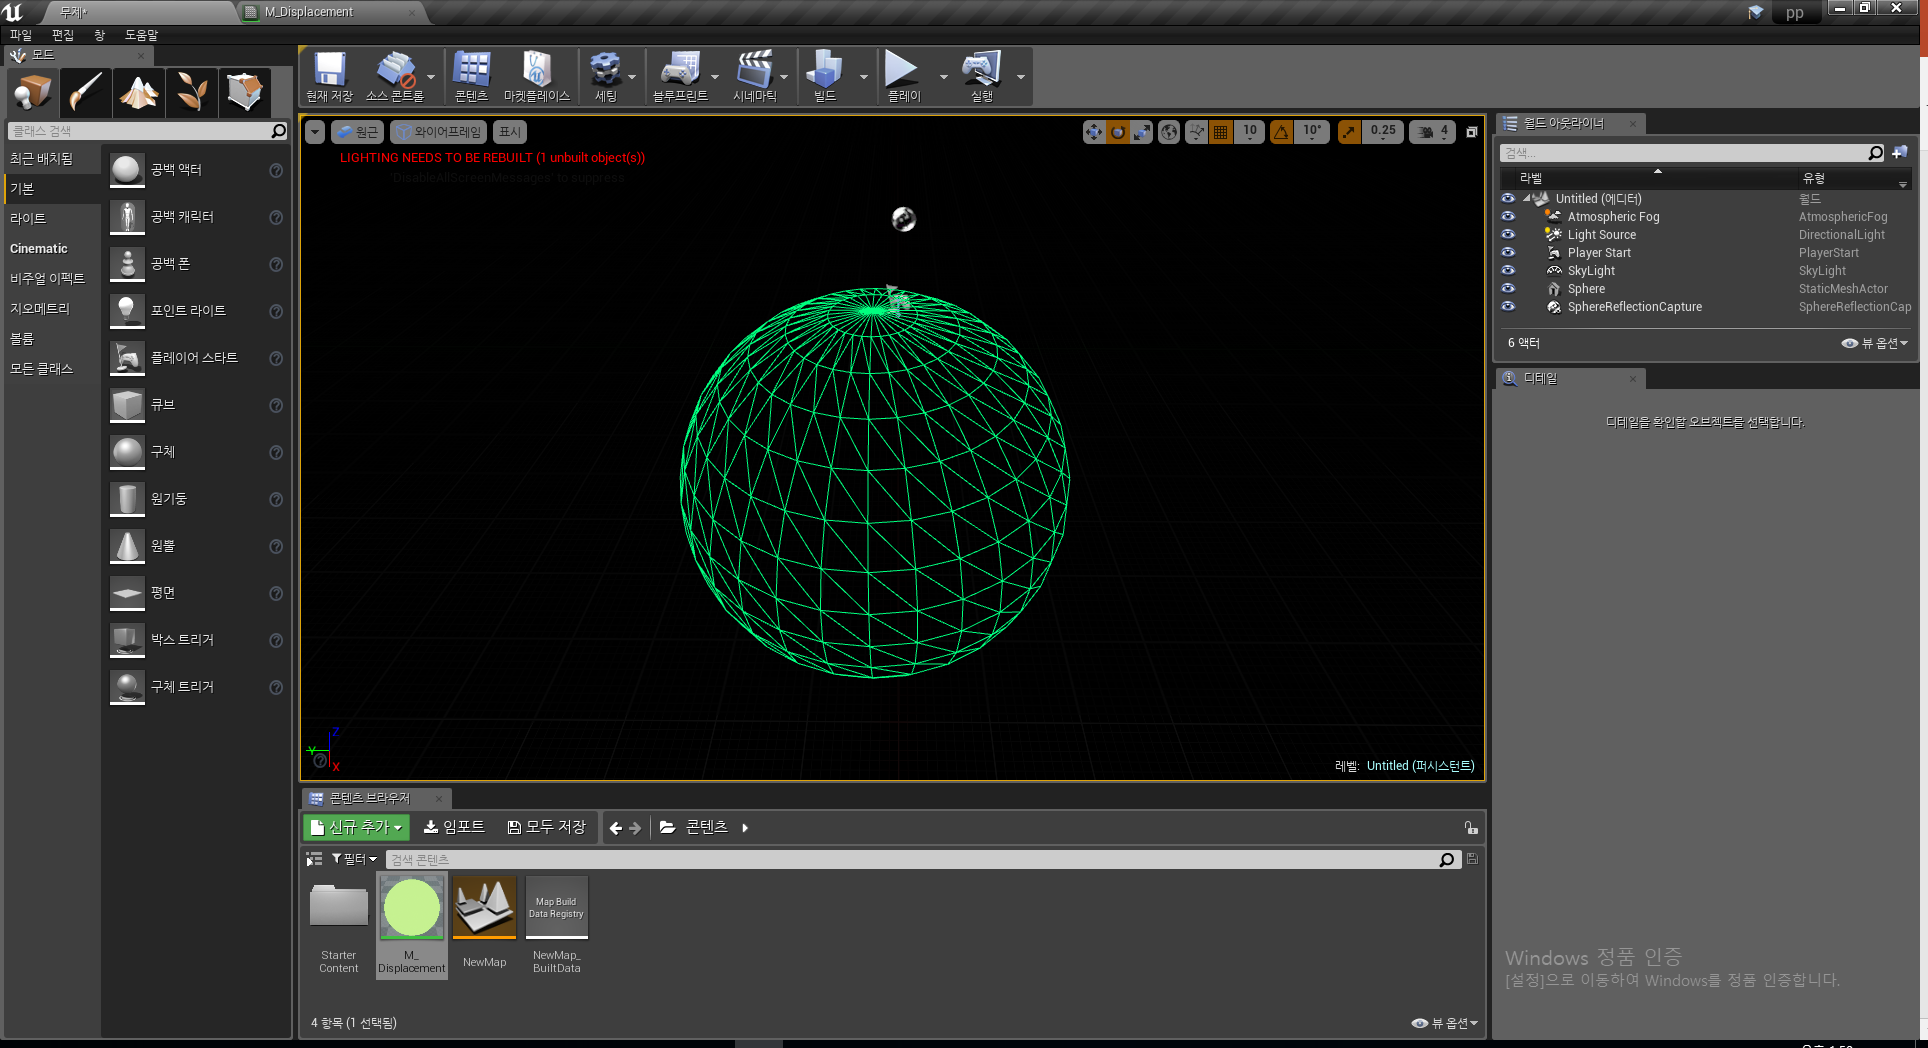 무제*
M_Displacement
pp
파일 편집 창 도움말
모드
현재 저장
소스 콘트롤
콘텐츠
마켓플레이스
세팅
블루프린트
시네마틱
빌드
플레이
실행
클래스 검색
최근 배치됨
기본
라이트
Cinematic
비주얼 이펙트
지오메트리
볼륨
모든 클래스
공백 액터
공백 캐릭터
공백 폰
포인트 라이트
플레이어 스타트
큐브
구체
원기둥
원뿔
평면
박스 트리거
구체 트리거
원근
와이어프레임
표시
10
10°
0.25
4
LIGHTING NEEDS TO BE REBUILT (1 unbuilt object(s))
'DisableAllScreenMessages' to suppress
Z
Y
X
레벨: Untitled (퍼시스턴트)
월드 아웃라이너
검색...
라벨 유형
Untitled (에디터) 월드
Atmospheric Fog AtmosphericFog
Light Source DirectionalLight
Player Start PlayerStart
SkyLight SkyLight
Sphere StaticMeshActor
SphereReflectionCapture SphereReflectionCap
6 액터
뷰 옵션
디테일
디테일을 확인할 오브젝트를 선택합니다.
콘텐츠 브라우저
신규 추가
임포트
모두 저장
콘텐츠
필터
검색 콘텐츠
Starter
Content
M_
Displacement
NewMap
Map Build
Data Registry
NewMap_
BuiltData
4 항목 (1 선택됨)
뷰 옵션
Windows 정품 인증
[설정]으로 이동하여 Windows를 정품 인증합니다.